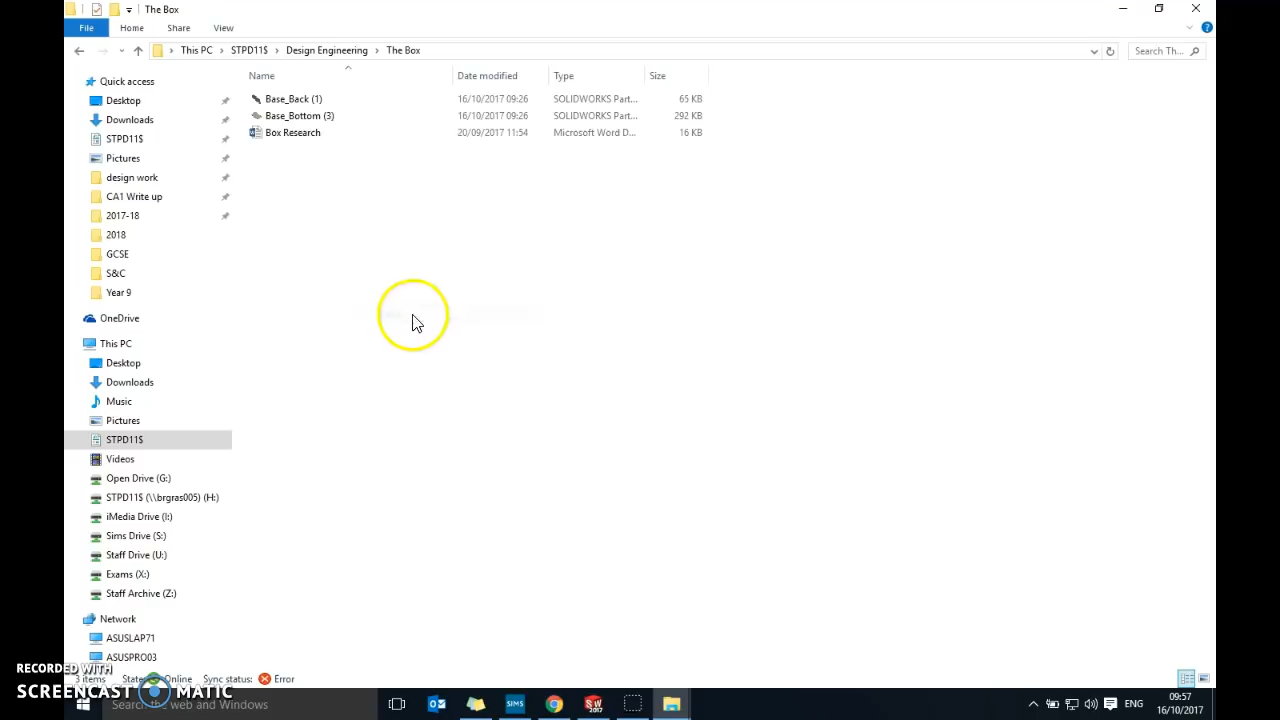 The Box
File Home Share View
This PC STPD11$ Design Engineering The Box Search Th...
Name Date modified Type Size
Base_Back (1) 16/10/2017 09:26 SOLIDWORKS Part... 65 KB
Base_Bottom (3) 16/10/2017 09:26 SOLIDWORKS Part... 292 KB
Box Research 20/09/2017 11:54 Microsoft Word D... 16 KB
Quick access
Desktop
Downloads
STPD11$
Pictures
design work
CA1 Write up
2017-18
2018
GCSE
S&C
Year 9
OneDrive
This PC
Desktop
Downloads
Music
Pictures
STPD11$
Videos
Open Drive (G:)
STPD11$ (\\brgras005) (H:)
iMedia Drive (I:)
Sims Drive (S:)
Staff Drive (U:)
Exams (X:)
Staff Archive (Z:)
Network
ASUSLAP71
ASUSPRO03
RECORDED WITH
SCREENCAST MATIC
3 items Online Sync status: Error
Search the web and Windows
SIMS
SW
2017
ENG
09:57
16/10/2017